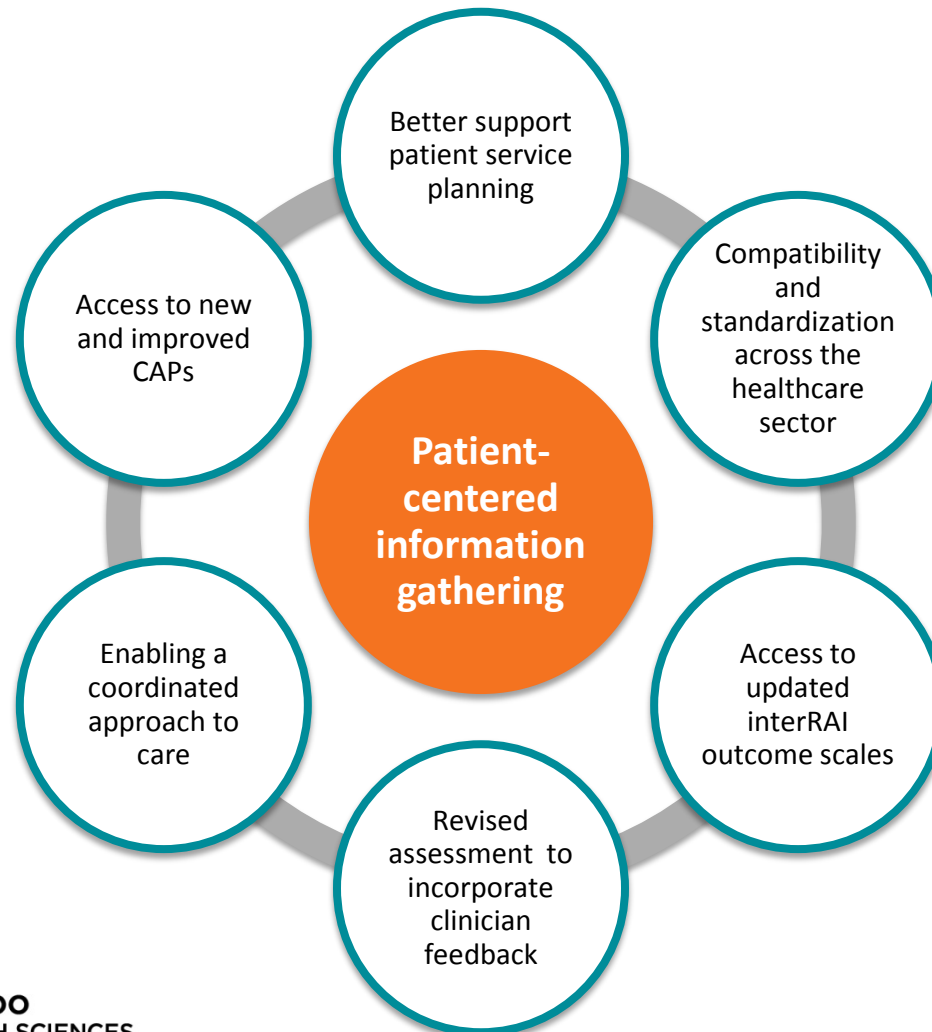 Better support
patient service
planning
Compatibility
and
standardization
across the
healthcare
sector
Access to new
and improved
CAPs
Patient-
centered
information
gathering
Enabling a
coordinated
approach to
care
Access to
updated
interRAI
outcome scales
Revised
assessment to
incorporate
clinician
feedback